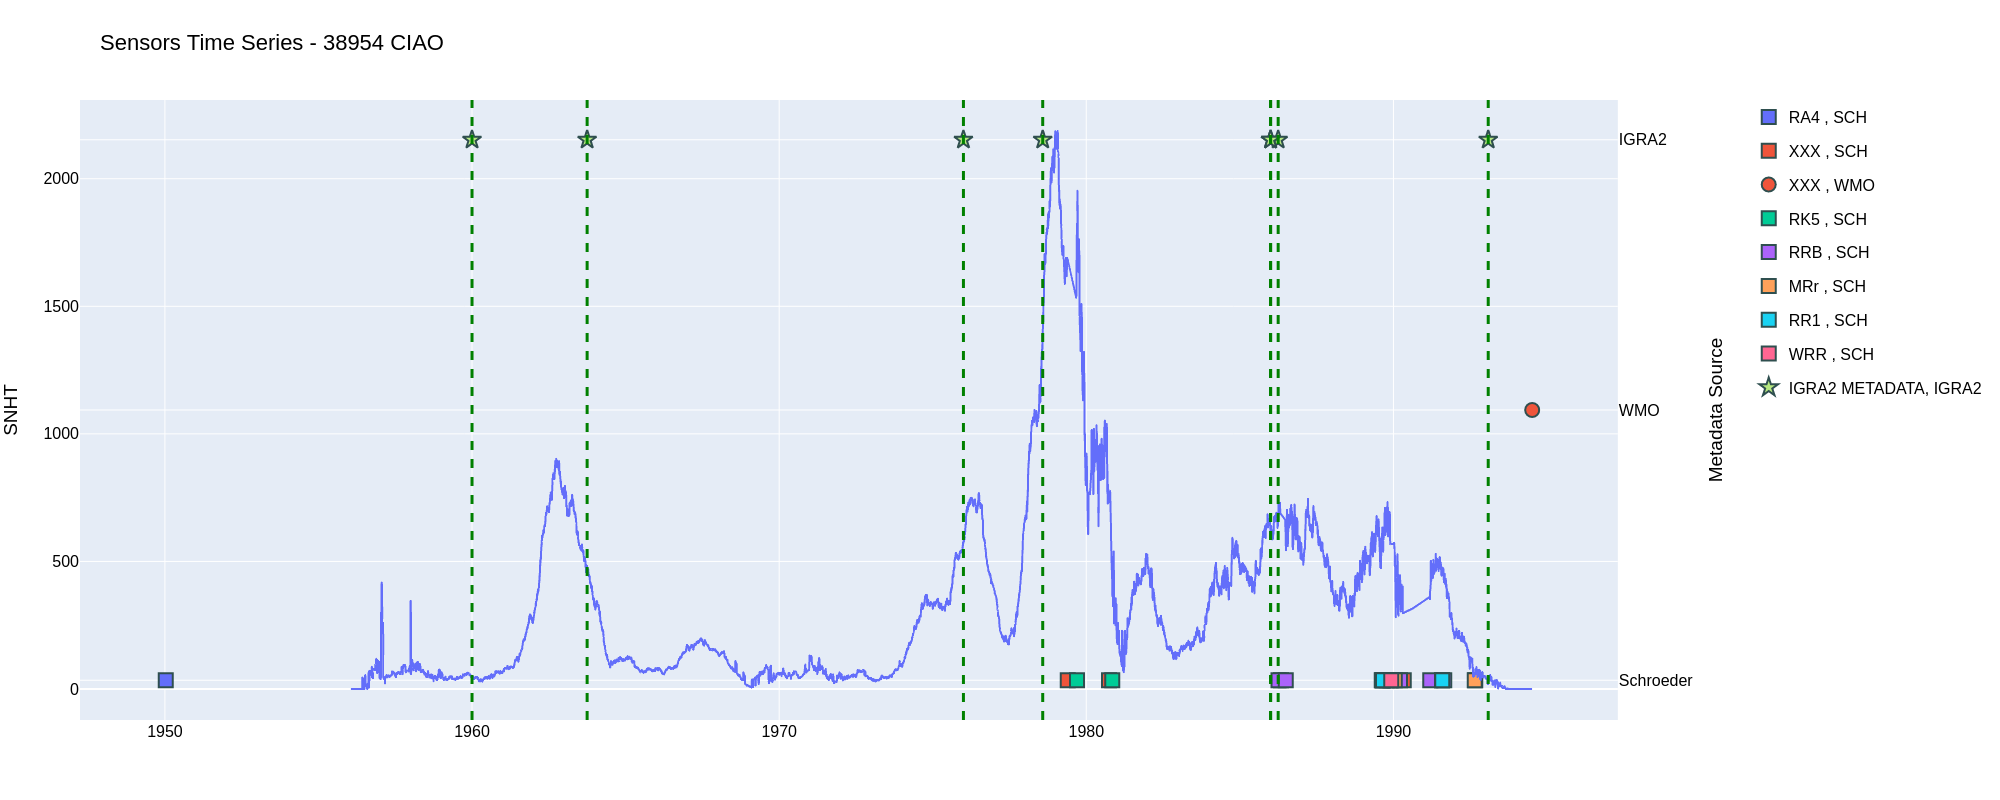 Sensors Time Series - 38954 CIAO
SNHT
2000
1500
1000
500
0
1950
1960
1970
1980
1990
IGRA2
WMO
Schroeder
Metadata Source
RA4 , SCH
XXX , SCH
XXX , WMO
RK5 , SCH
RRB , SCH
MRr , SCH
RR1 , SCH
WRR , SCH
IGRA2 METADATA, IGRA2